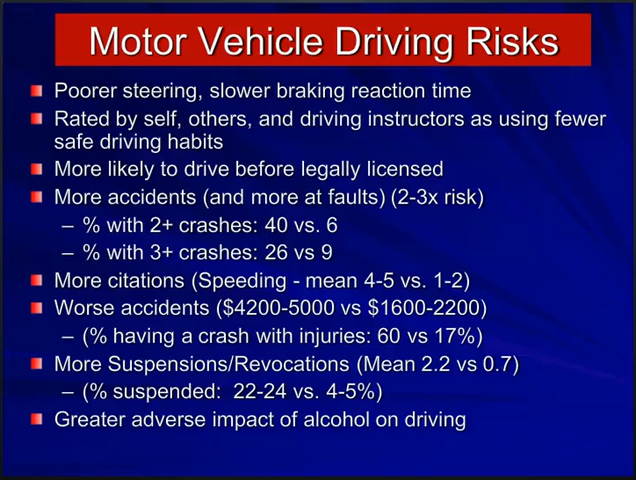 Motor Vehicle Driving Risks
Poorer steering, slower braking reaction time
Rated by self, others, and driving instructors as using fewer
safe driving habits
More likely to drive before legally licensed
More accidents (and more at faults) (2-3x risk)
– % with 2+ crashes: 40 vs. 6
– % with 3+ crashes: 26 vs 9
More citations (Speeding - mean 4-5 vs. 1-2)
Worse accidents ($4200-5000 vs $1600-2200)
– (% having a crash with injuries: 60 vs 17%)
More Suspensions/Revocations (Mean 2.2 vs 0.7)
– (% suspended: 22-24 vs. 4-5%)
Greater adverse impact of alcohol on driving